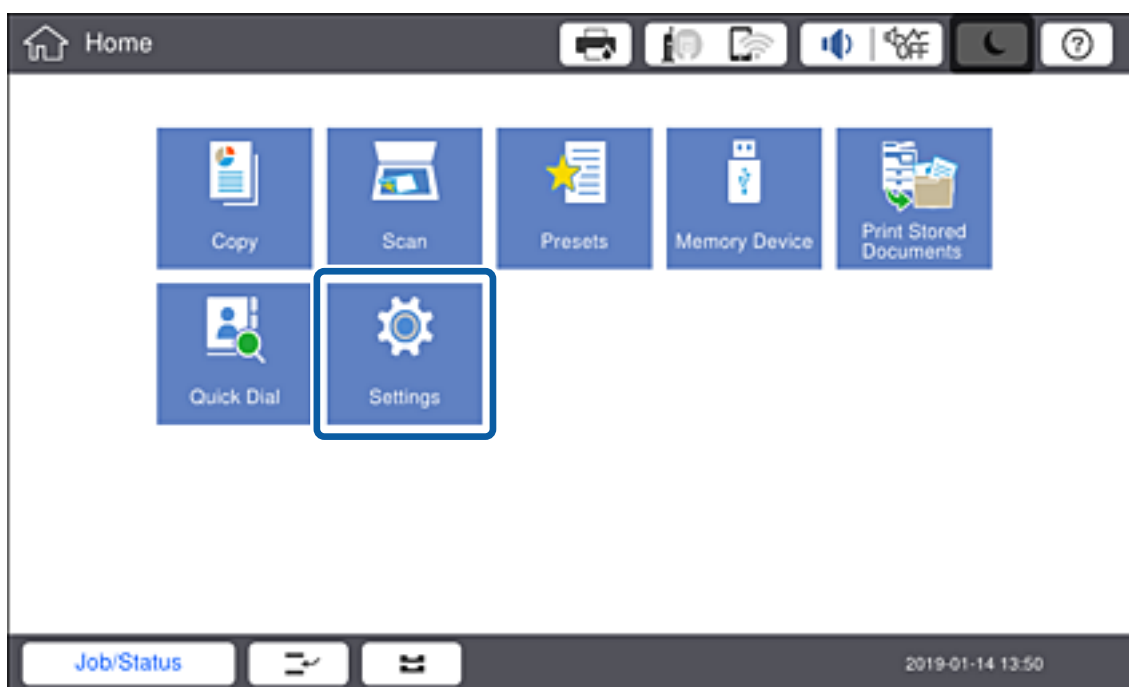 Home
OFF
?
Copy
Scan
Presets
Memory Device
Print Stored
Documents
Quick Dial
Settings
Job/Status
2019-01-14 13:50